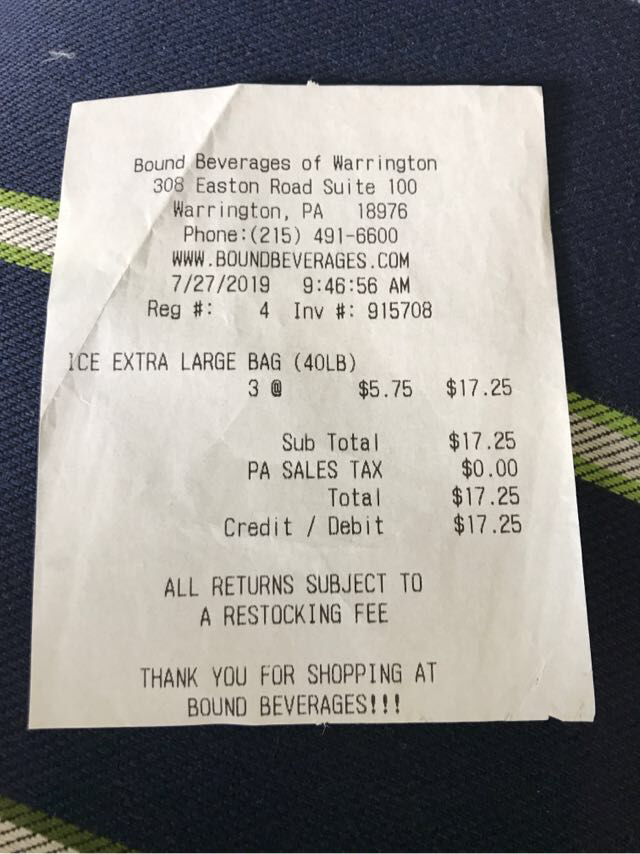 Bound Beverages of Warrington
308 Easton Road Suite 100
Warrington, PA 18976
Phone:(215) 491-6600
WWW.BOUNDBEVERAGES.COM
7/27/2019 9:46:56 AM
Reg #: 4 Inv #: 915708
ICE EXTRA LARGE BAG (40LB)
3 @ $5.75 $17.25
Sub Total $17.25
PA SALES TAX $0.00
Total $17.25
Credit / Debit $17.25
ALL RETURNS SUBJECT TO
A RESTOCKING FEE
THANK YOU FOR SHOPPING AT
BOUND BEVERAGES!!!